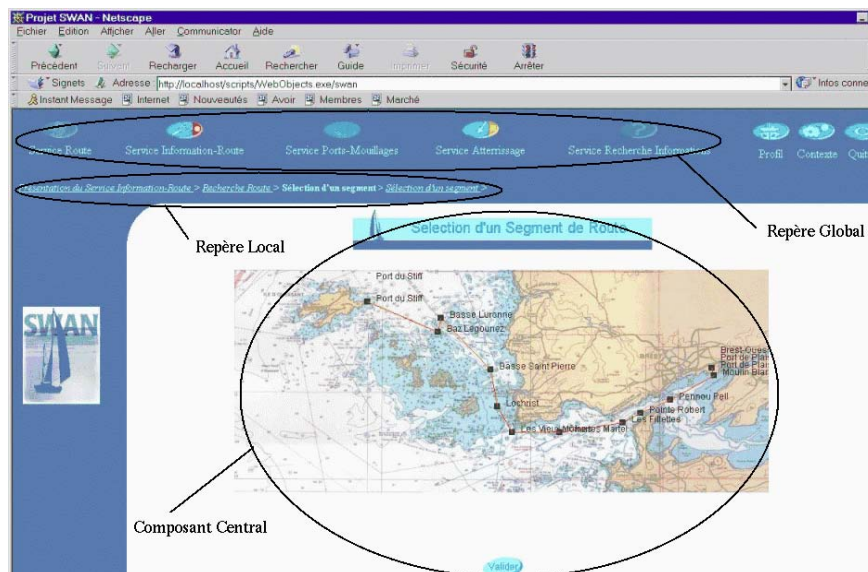 Projet SWAN - Netscape
Fichier Edition Afficher Aller Communicator Aide
Précédent Suivant Recharger Accueil Rechercher Guide Imprimer Sécurité Arrêter
Signets Adresse http://localhost/scripts/WebObjects.exe/swan Infos conne
Instant Message Internet Nouveautés Avoir Membres Marché
Service Route Service Information-Route Service Ports-Mouillages Service Atterrissage Service Recherche Informations Profil Contexte Quit
Présentation du Service Information-Route > Recherche Route > Sélection d'un segment > Sélection d'un segment >
Repère Local
Repère Global
Selection d'un Segment de Route
SWAN
Port du Stiff
Port du Stiff
Basse Luronne
Baz Legounez
Basse Saint Pierre
Lochrist
Les Vieux
Les Fillettes
Pointe Robert
Pennou Pell
Brest-Oues
Port de Plai
Port de Plai
Moulin Blan
Composant Central
Valider